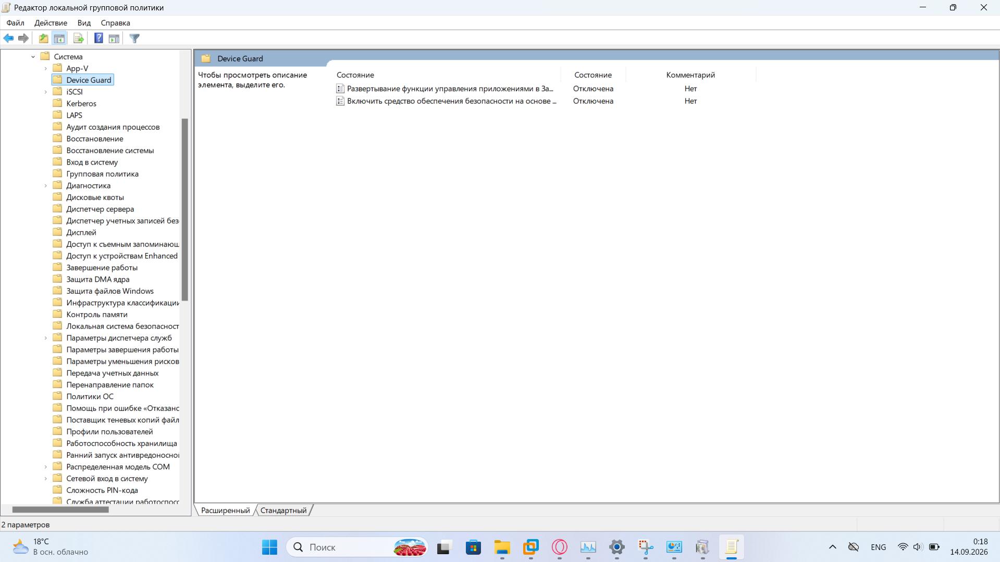 Редактор локальной групповой политики
Файл Действие Вид Справка
Система
App-V
Device Guard
iSCSI
Kerberos
LAPS
Аудит создания процессов
Восстановление
Восстановление системы
Вход в систему
Групповая политика
Диагностика
Дисковые квоты
Диспетчер сервера
Диспетчер учетных записей без
Дисплей
Доступ к съемным запоминающ
Доступ к устройствам Enhanced
Завершение работы
Защита DMA ядра
Защита файлов Windows
Инфраструктура классификации
Контроль памяти
Локальная система безопасност
Параметры диспетчера служб
Параметры завершения работы
Параметры уменьшения рисков
Передача учетных данных
Перенаправление папок
Политики ОС
Помощь при ошибке «Отказано
Поставщик теневых копий файл
Профили пользователей
Работоспособность хранилища
Ранний запуск антивредоносно
Распределенная модель COM
Сетевой вход в систему
Сложность PIN-кода
Служба аттестации работоспосо
Device Guard
Чтобы просмотреть описание
элемента, выделите его.
Состояние Состояние Комментарий
Развертывание функции управления приложениями в За... Отключена Нет
Включить средство обеспечения безопасности на основе ... Отключена Нет
Расширенный Стандартный
2 параметров
18°C
В осн. облачно
Поиск
ENG
0:18
14.09.2026